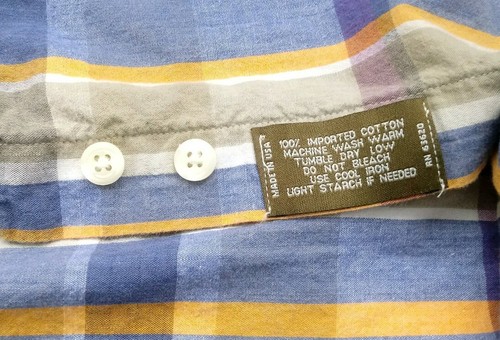 MADE IN USA
100% IMPORTED COTTON
MACHINE WASH WARM
TUMBLE DRY LOW
DO NOT BLEACH
USE COOL IRON
LIGHT STARCH IF NEEDED
RN 63620